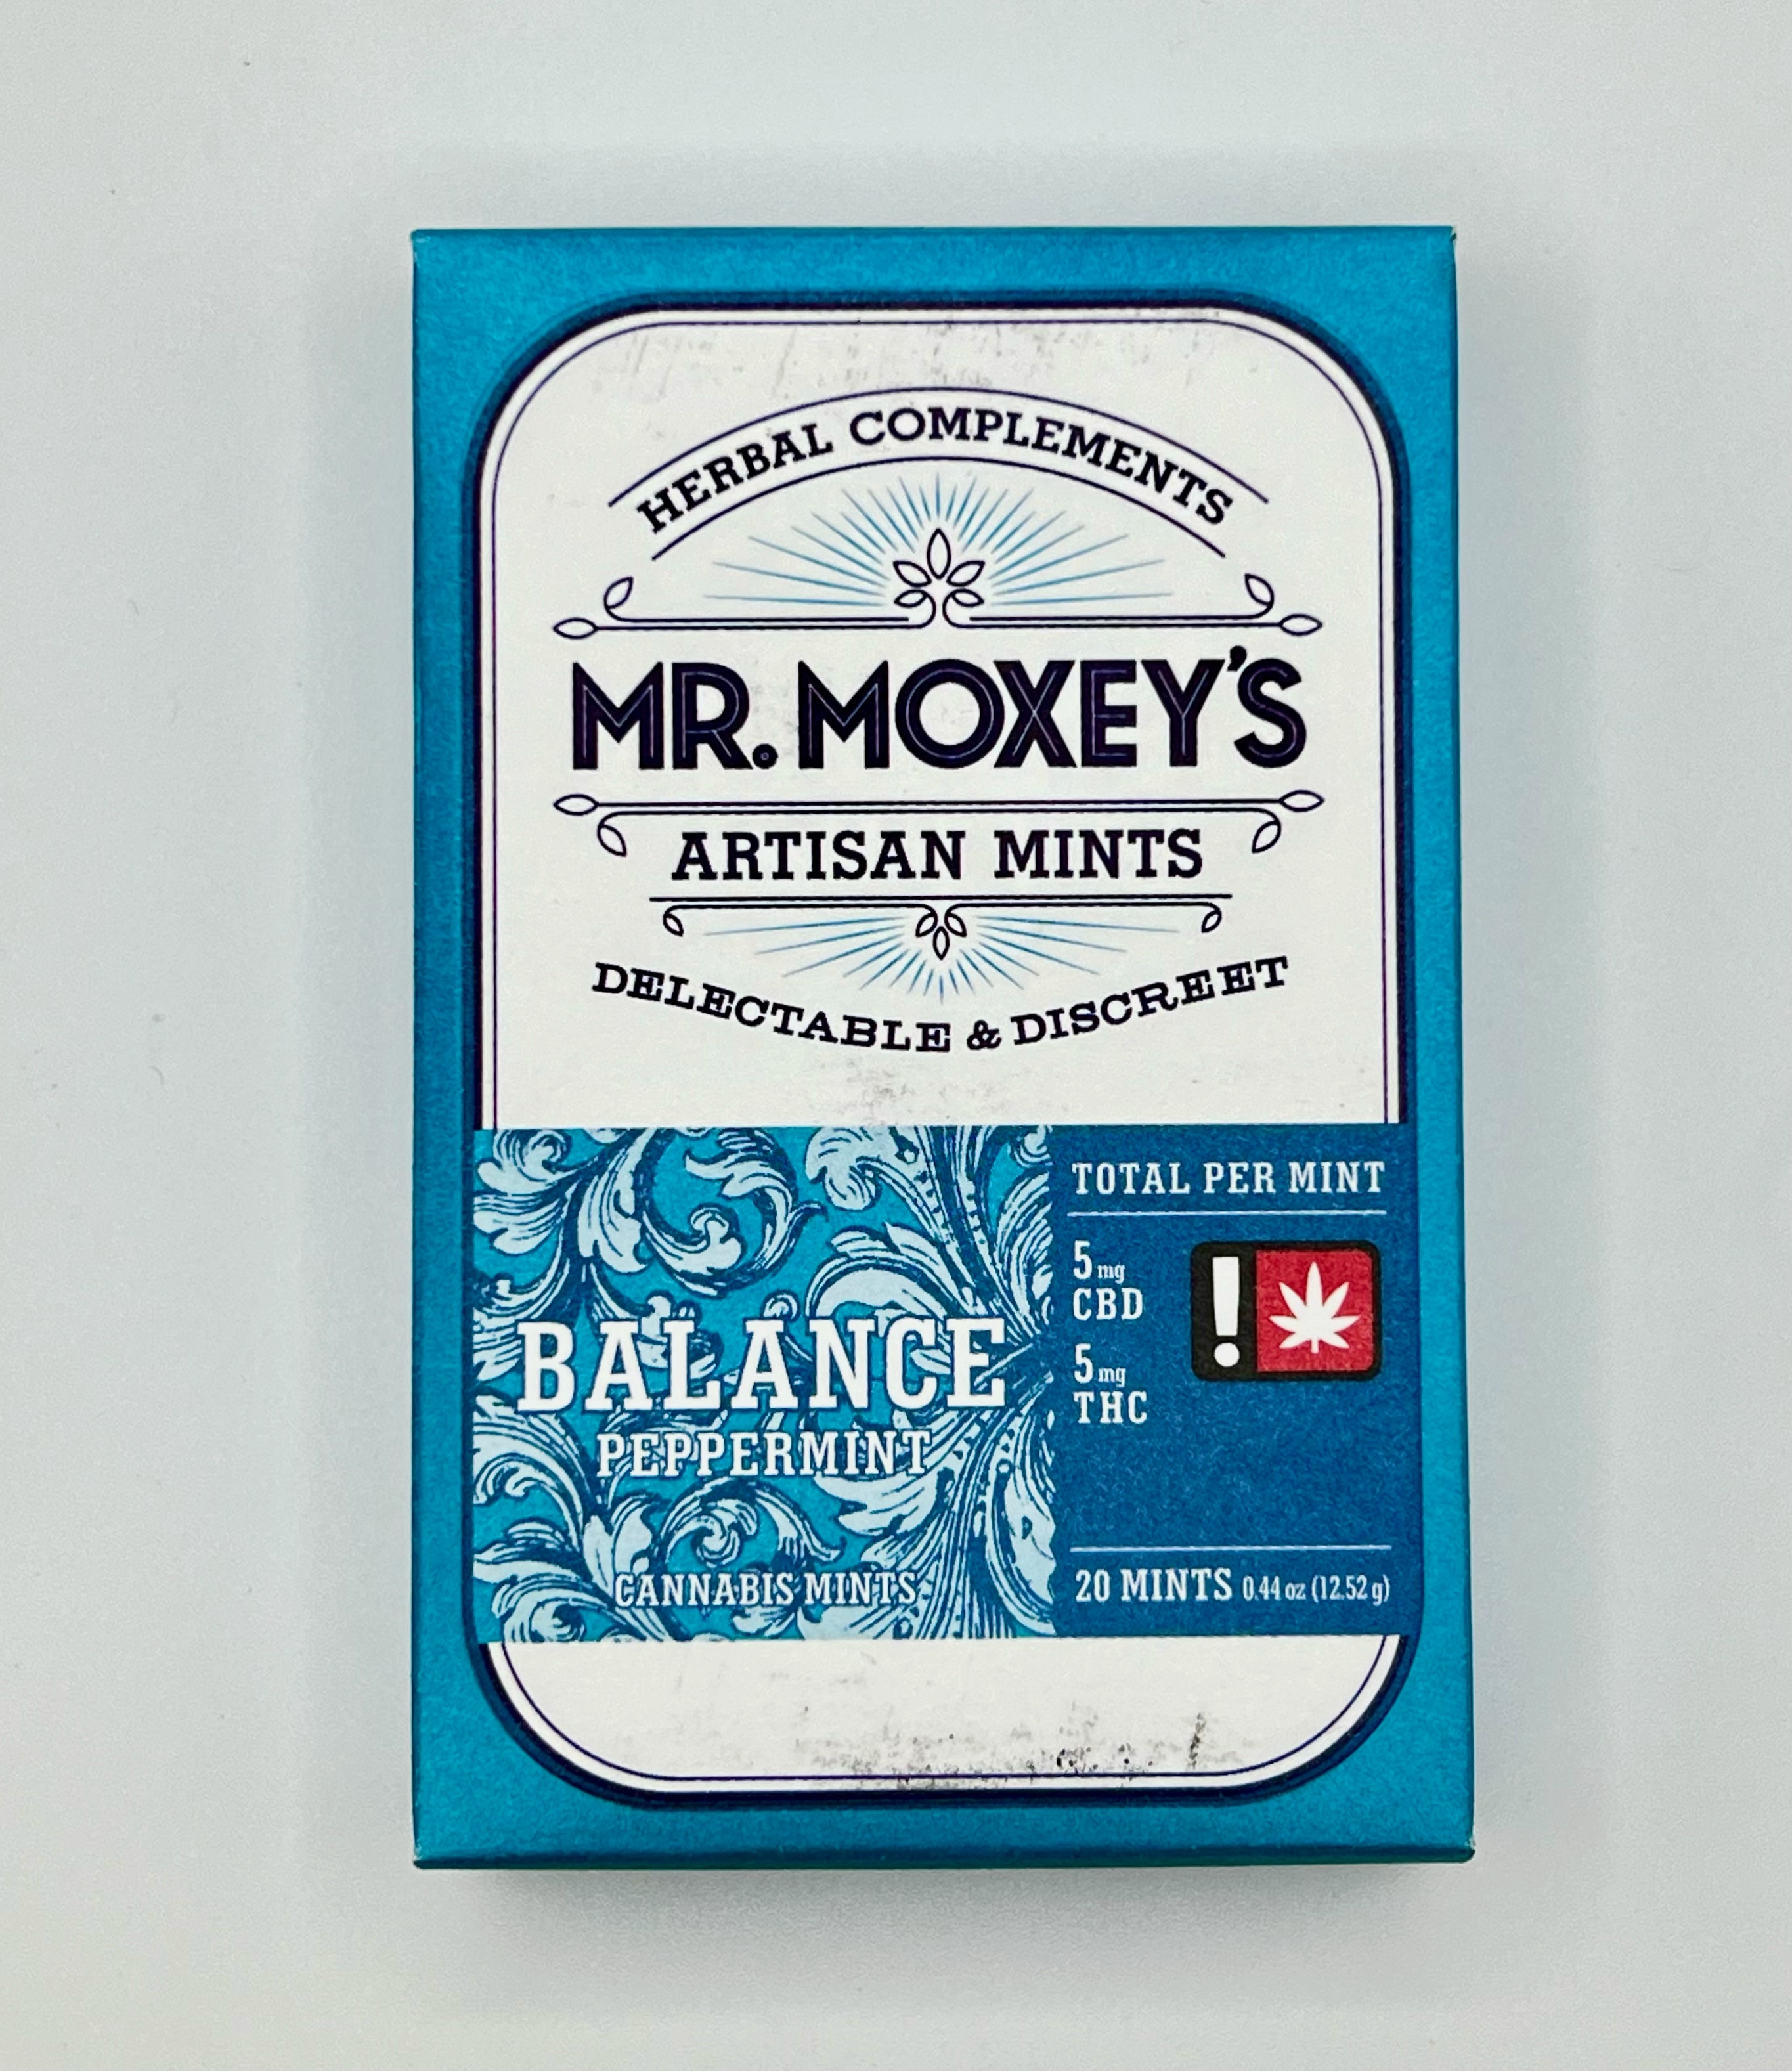 HERBAL COMPLEMENTS
MR. MOXEY'S
ARTISAN MINTS
DELECTABLE & DISCREET
BALANCE
PEPPERMINT
CANNABIS MINTS
TOTAL PER MINT
5mg
CBD
5mg
THC
!
20 MINTS 0.44 oz (12.52 g)